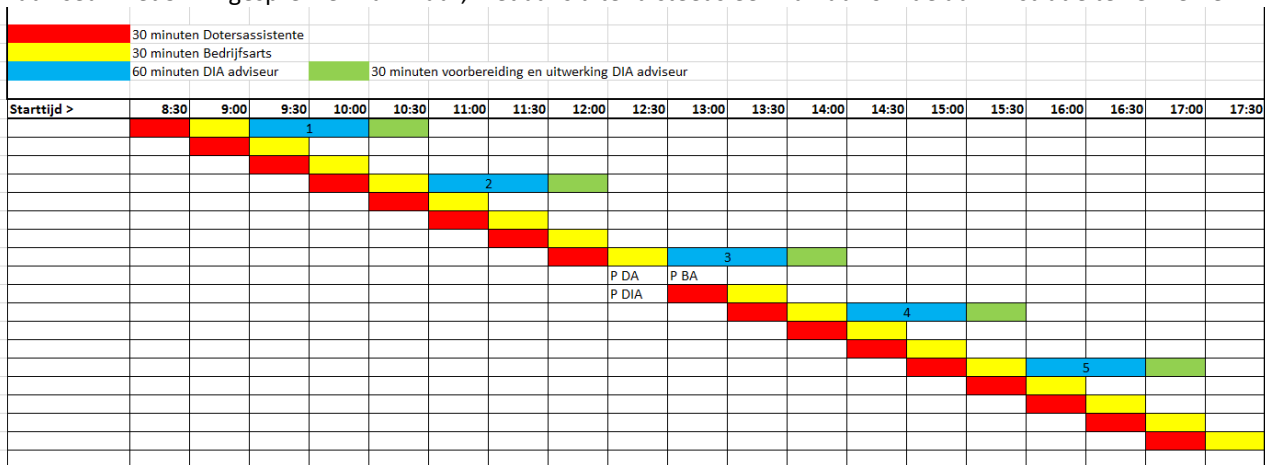 30 minuten Dotersassistente
30 minuten Bedrijfsarts
60 minuten DIA adviseur 30 minuten voorbereiding en uitwerking DIA adviseur
Starttijd > 8:30 9:00 9:30 10:00 10:30 11:00 11:30 12:00 12:30 13:00 13:30 14:00 14:30 15:00 15:30 16:00 16:30 17:00 17:30
1
2
3
P DA P BA
P DIA
4
5